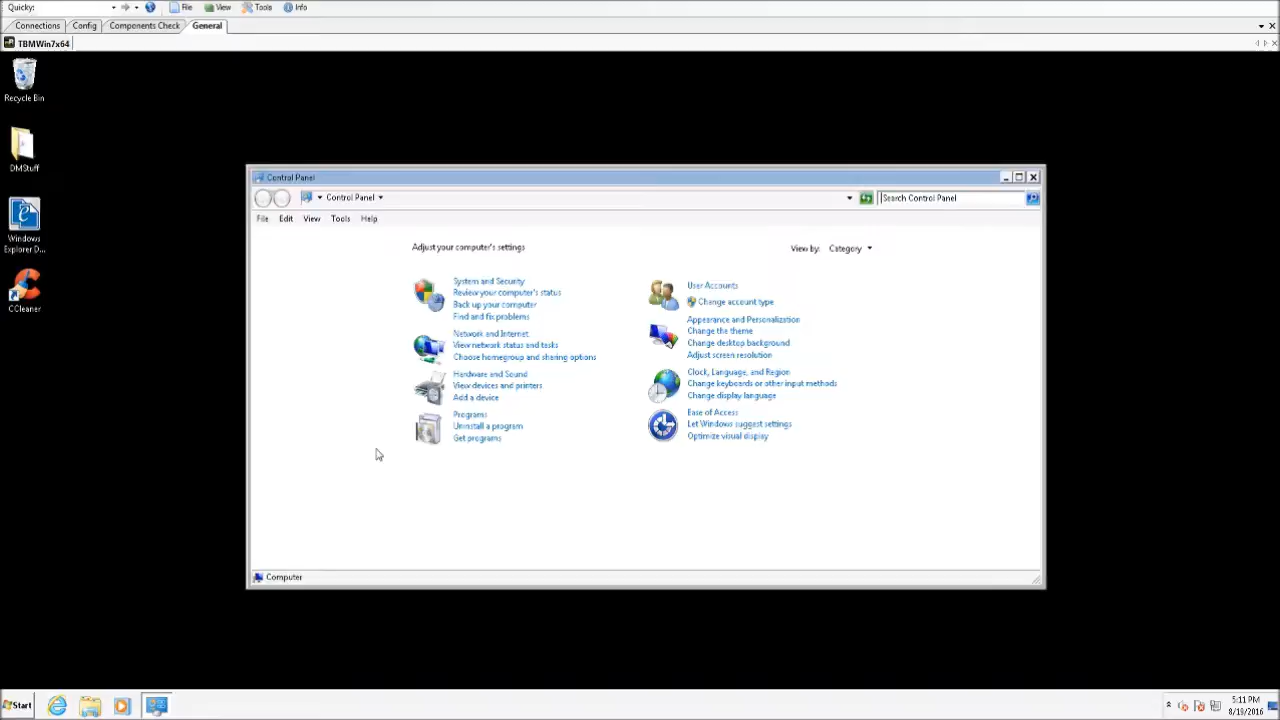 Quicky:
File
View
Tools
Info
Connections
Config
Components Check
General
TBMWin7x64
Recycle Bin
DMStuff
Windows
Explorer D...
CCleaner
Control Panel
Control Panel
Search Control Panel
File
Edit
View
Tools
Help
Adjust your computer's settings
View by:
Category
System and Security
Review your computer's status
Back up your computer
Find and fix problems
Network and Internet
View network status and tasks
Choose homegroup and sharing options
Hardware and Sound
View devices and printers
Add a device
Programs
Uninstall a program
Get programs
User Accounts
Change account type
Appearance and Personalization
Change the theme
Change desktop background
Adjust screen resolution
Clock, Language, and Region
Change keyboards or other input methods
Change display language
Ease of Access
Let Windows suggest settings
Optimize visual display
Computer
Start
5:11 PM
8/19/2016